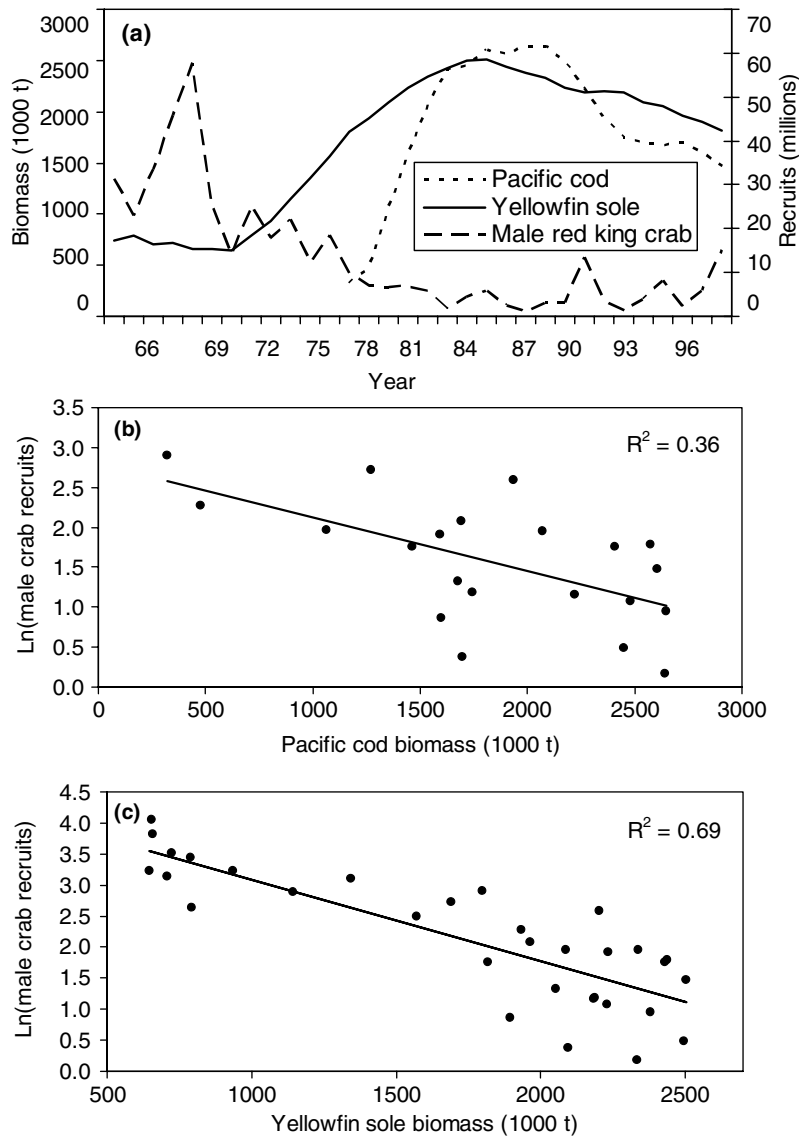 (a)
Biomass (1000 t)
3000
2500
2000
1500
1000
500
0
70
60
50
40
30
20
10
0
Recruits (millions)
Pacific cod
Yellowfin sole
Male red king crab
66 69 72 75 78 81 84 87 90 93 96
Year
(b)
R² = 0.36
Ln(male crab recruits)
3.5
3.0
2.5
2.0
1.5
1.0
0.5
0.0
0 500 1000 1500 2000 2500 3000
Pacific cod biomass (1000 t)
(c)
R² = 0.69
Ln(male crab recruits)
4.5
4.0
3.5
3.0
2.5
2.0
1.5
1.0
0.5
0.0
500 1000 1500 2000 2500
Yellowfin sole biomass (1000 t)